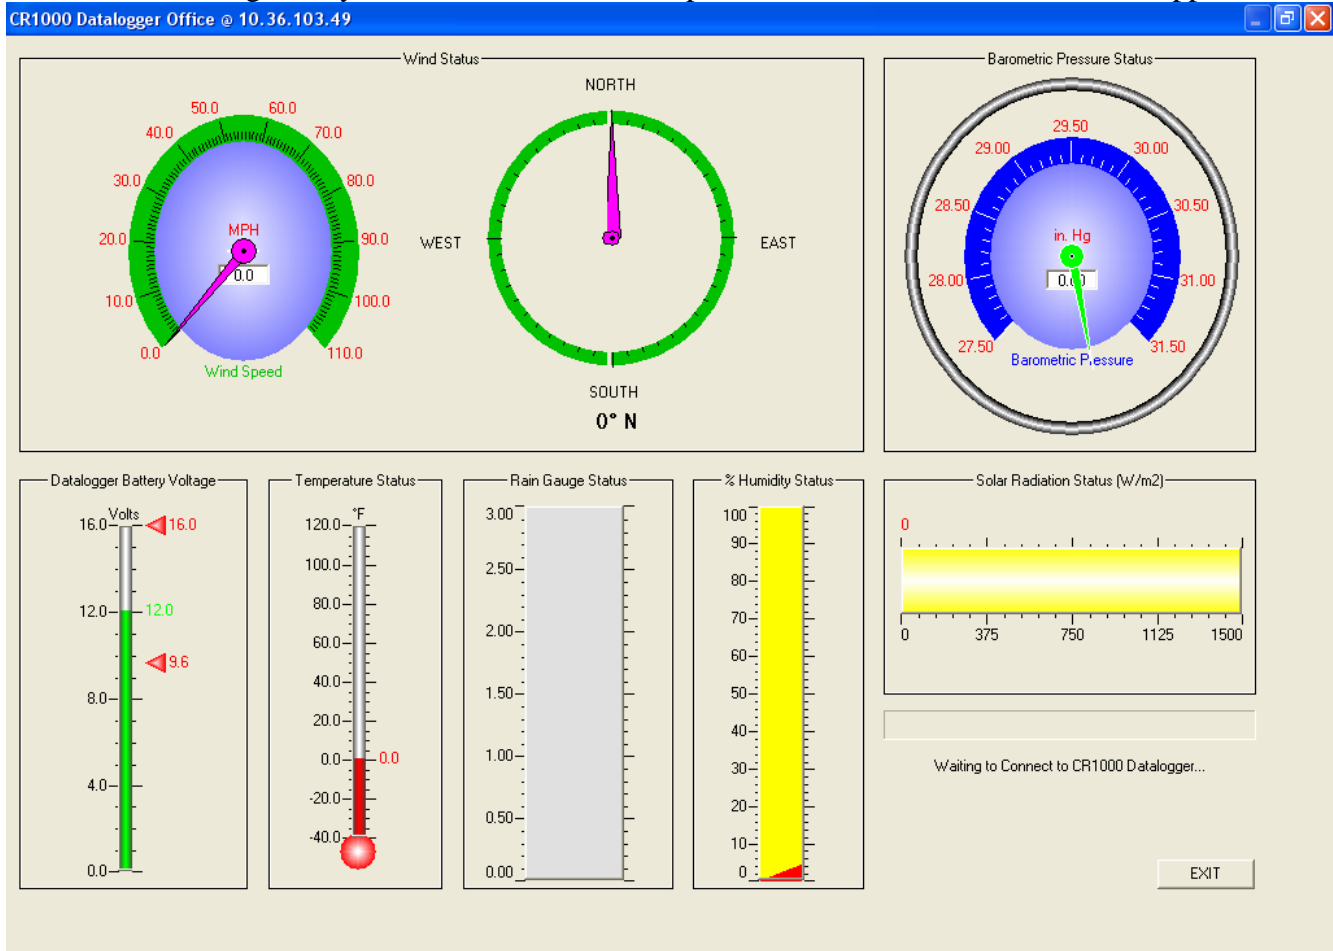 CR1000 Datalogger Office @ 10.36.103.49
Wind Status
50.0 60.0
40.0 70.0
30.0 80.0
MPH
20.0 90.0
0.0
10.0 100.0
0.0 110.0
Wind Speed
NORTH
WEST EAST
SOUTH
0° N
Barometric Pressure Status
29.50
29.00 30.00
28.50 30.50
in. Hg
28.00 31.00
27.50 31.50
Barometric Pressure
Datalogger Battery Voltage
Volts
16.0 16.0
12.0 12.0
9.6
8.0
4.0
0.0
Temperature Status
°F
120.0
100.0
80.0
60.0
40.0
20.0
0.0 0.0
-20.0
-40.0
Rain Gauge Status
3.00
2.50
2.00
1.50
1.00
0.50
0.00
% Humidity Status
100
90
80
70
60
50
40
30
20
10
0
Solar Radiation Status (W/m2)
0
0 375 750 1125 1500
Waiting to Connect to CR1000 Datalogger...
EXIT